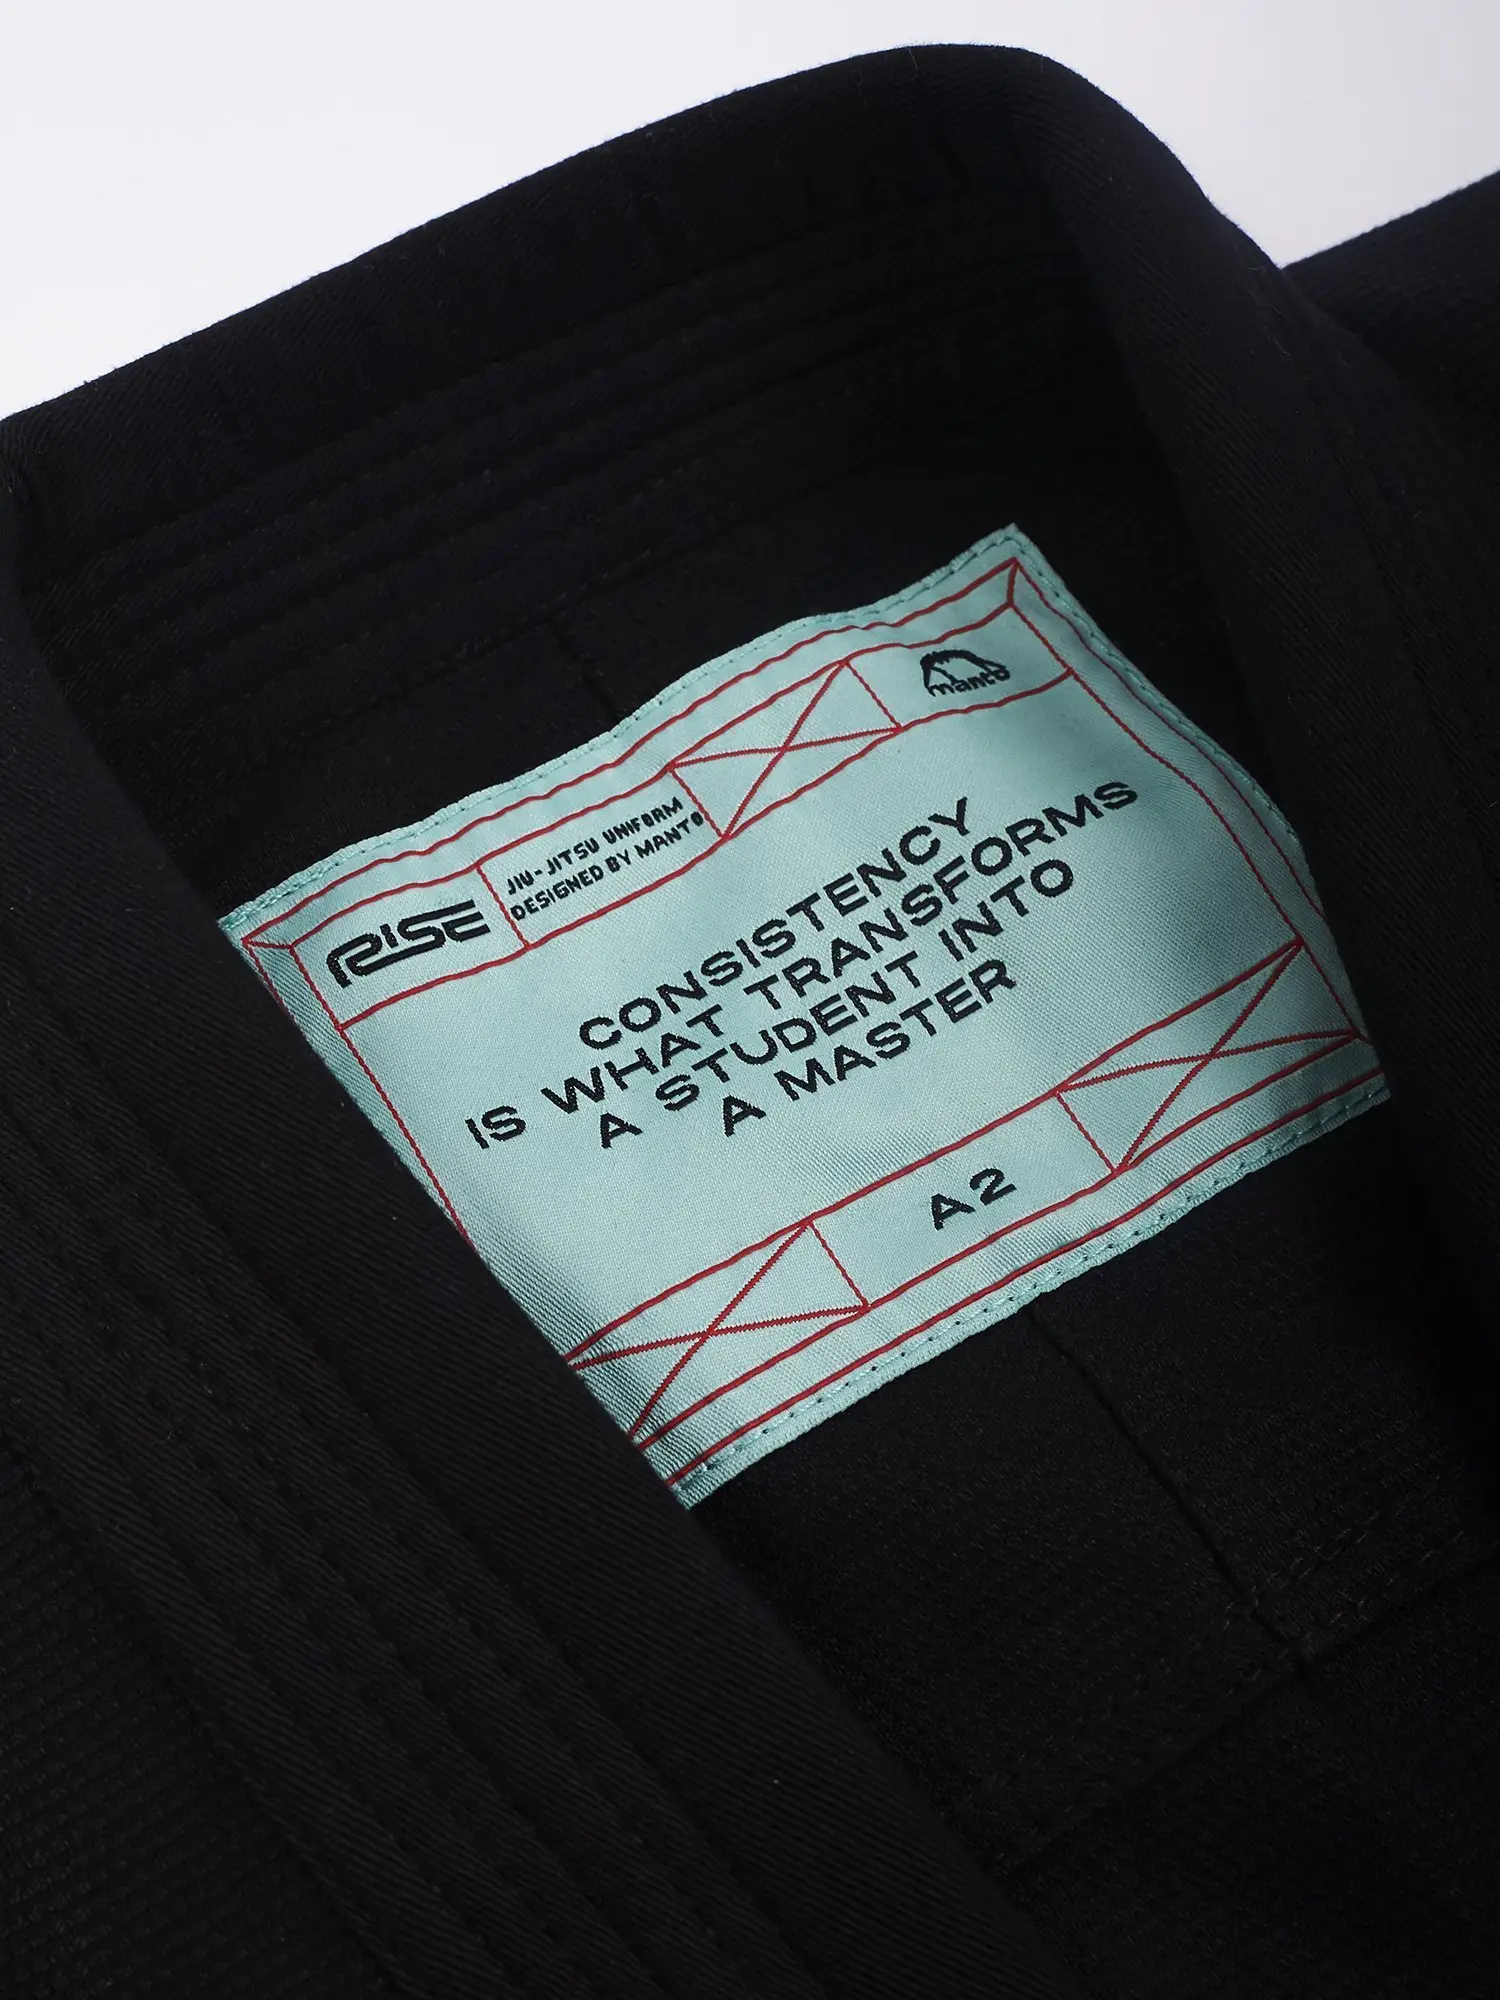 RISE
JIU-JITSU UNIFORM
DESIGNED BY MANTO
manto
CONSISTENCY
IS WHAT TRANSFORMS
A STUDENT INTO
A MASTER
A2